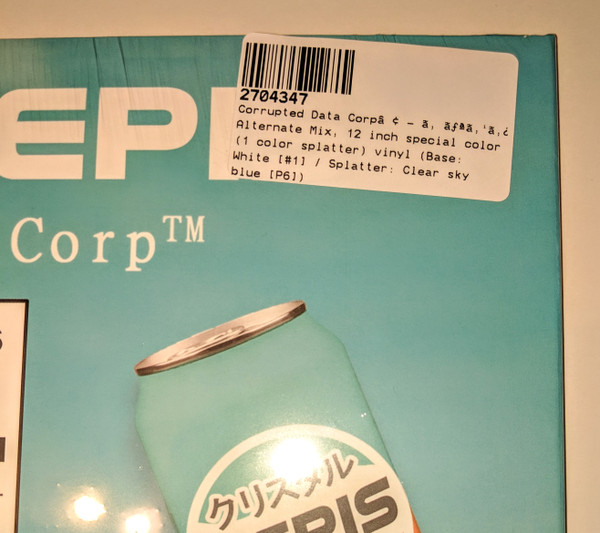 2704347
Corrupted Data Corpâ ¢ – ã, ãƒªã, ‘ã,¿
Alternate Mix, 12 inch special color
(1 color splatter) vinyl (Base:
White [#1] / Splatter: Clear sky
blue [P6])
EPI
Corp™
クリスタル